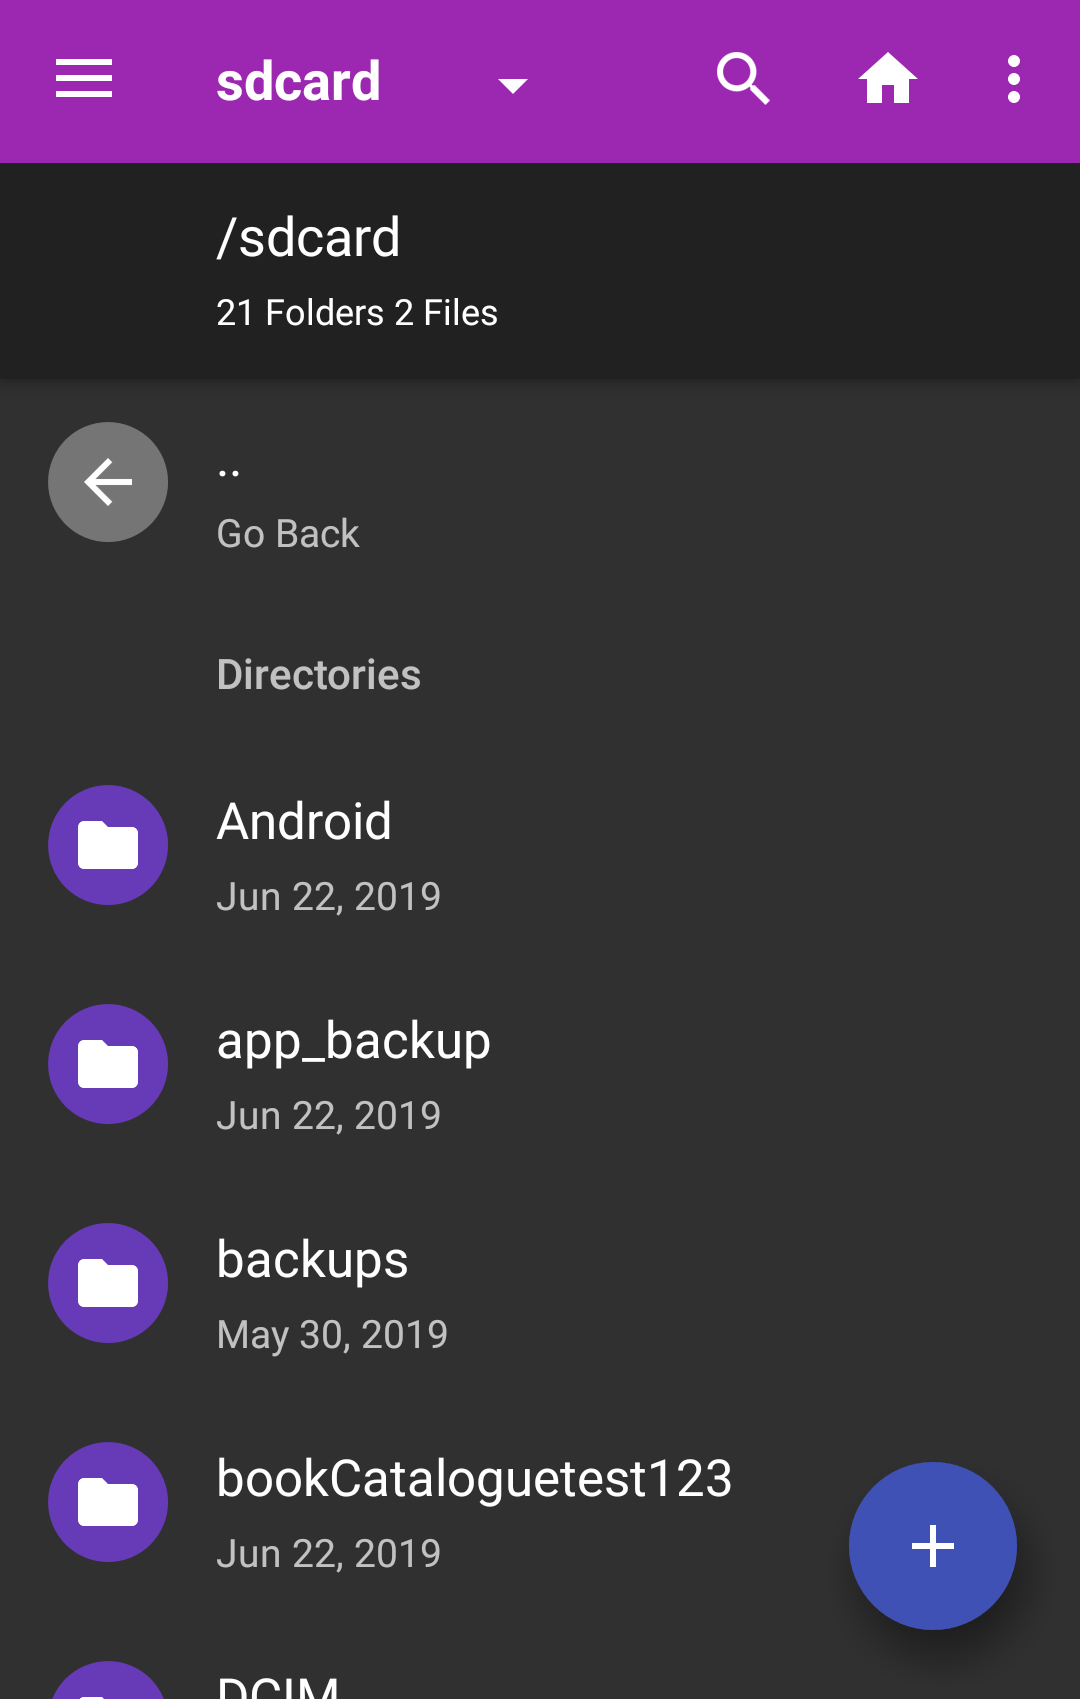 sdcard
/sdcard
21 Folders 2 Files
..
Go Back
Directories
Android
Jun 22, 2019
app_backup
Jun 22, 2019
backups
May 30, 2019
bookCataloguetest123
Jun 22, 2019
DCIM